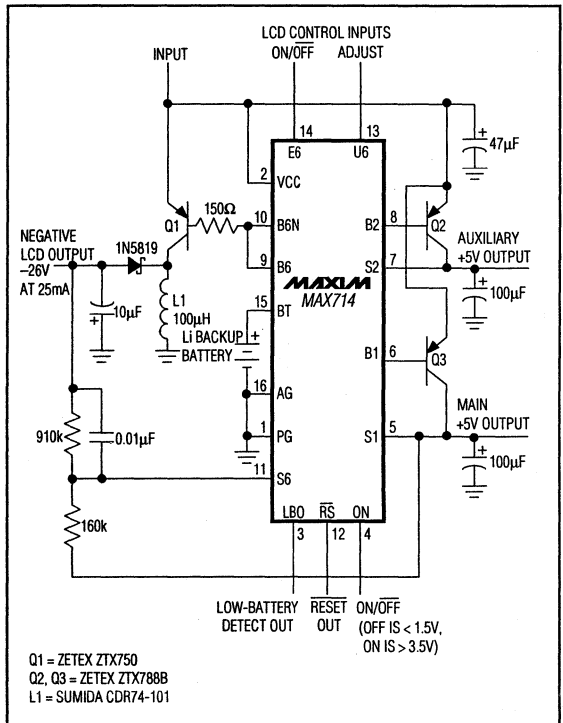 LCD CONTROL INPUTS
ON/OFF ADJUST
INPUT
14 13
E6 U6
47µF
2
VCC
Q1
150Ω
10
B6N
B2
8
Q2
NEGATIVE
LCD OUTPUT
–26V
AT 25mA
1N5819
9
B6
S2
7
AUXILIARY
+5V OUTPUT
MAXIM
MAX714
10µF
L1
100µH
15
BT
100µF
Li BACKUP
BATTERY
B1
6
Q3
16
AG
MAIN
+5V OUTPUT
1
PG
S1
5
910k
0.01µF
100µF
11
S6
160k
LBO RS ON
3 12 4
LOW-BATTERY
DETECT OUT
RESET
OUT
ON/OFF
(OFF IS < 1.5V,
ON IS > 3.5V)
Q1 = ZETEX ZTX750
Q2, Q3 = ZETEX ZTX788B
L1 = SUMIDA CDR74-101